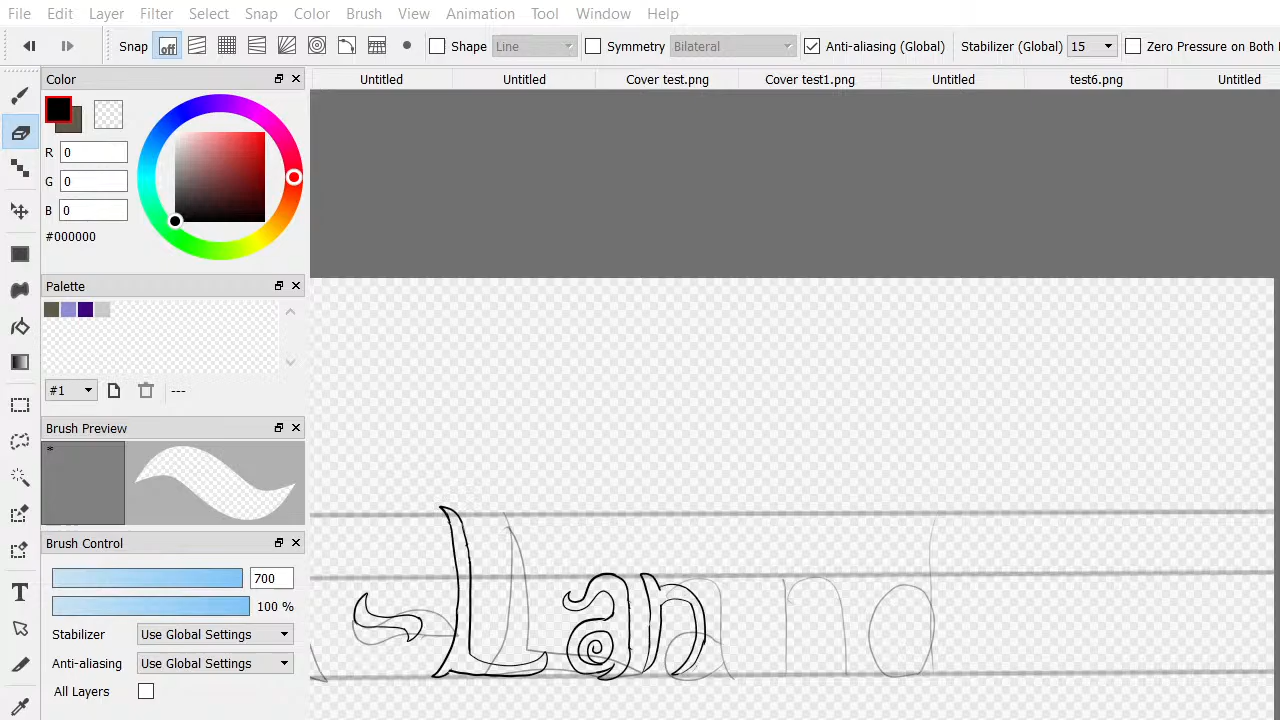 File Edit Layer Filter Select Snap Color Brush View Animation Tool Window Help
Snap off Shape Line Symmetry Bilateral Anti-aliasing (Global) Stabilizer (Global) 15 Zero Pressure on Both
Color
Untitled Untitled Cover test.png Cover test1.png Untitled test6.png Untitled
R 0
G 0
B 0
#000000
Palette
#1 ---
Brush Preview
*
Brush Control
700
100 %
Stabilizer Use Global Settings
Anti-aliasing Use Global Settings
All Layers
Lan